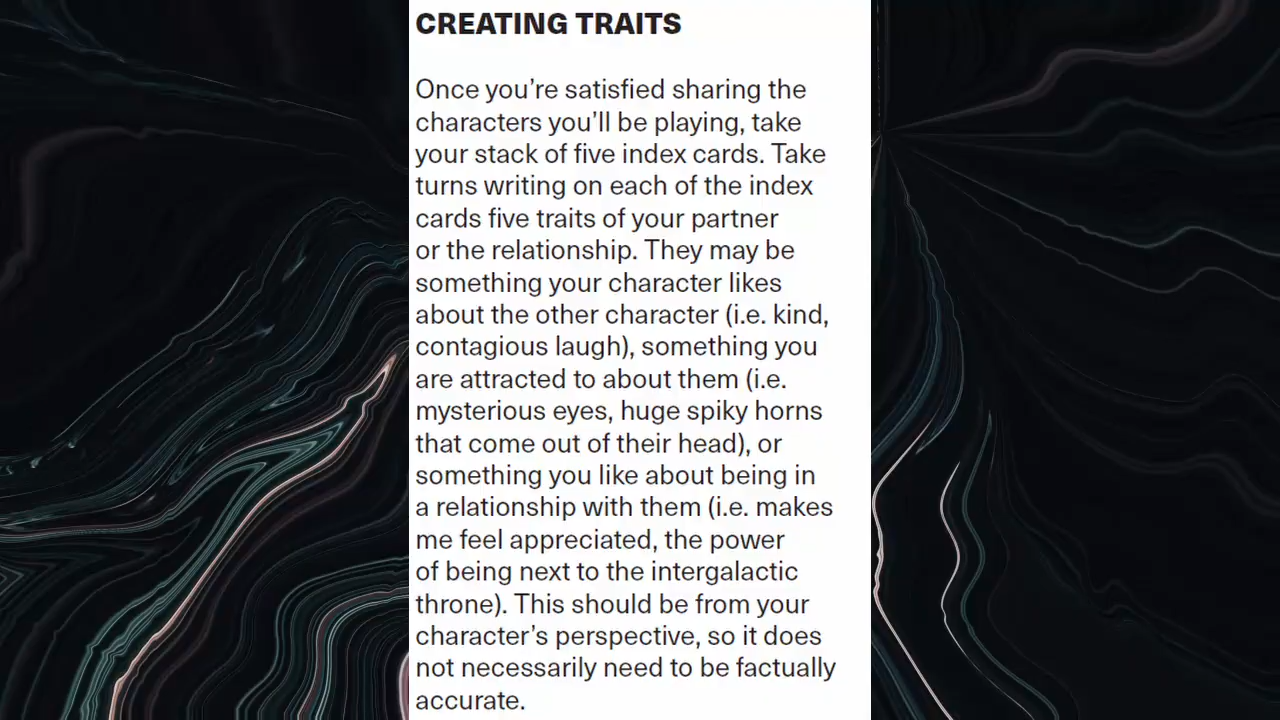 CREATING TRAITS
Once you’re satisfied sharing the
characters you’ll be playing, take
your stack of five index cards. Take
turns writing on each of the index
cards five traits of your partner
or the relationship. They may be
something your character likes
about the other character (i.e. kind,
contagious laugh), something you
are attracted to about them (i.e.
mysterious eyes, huge spiky horns
that come out of their head), or
something you like about being in
a relationship with them (i.e. makes
me feel appreciated, the power
of being next to the intergalactic
throne). This should be from your
character’s perspective, so it does
not necessarily need to be factually
accurate.